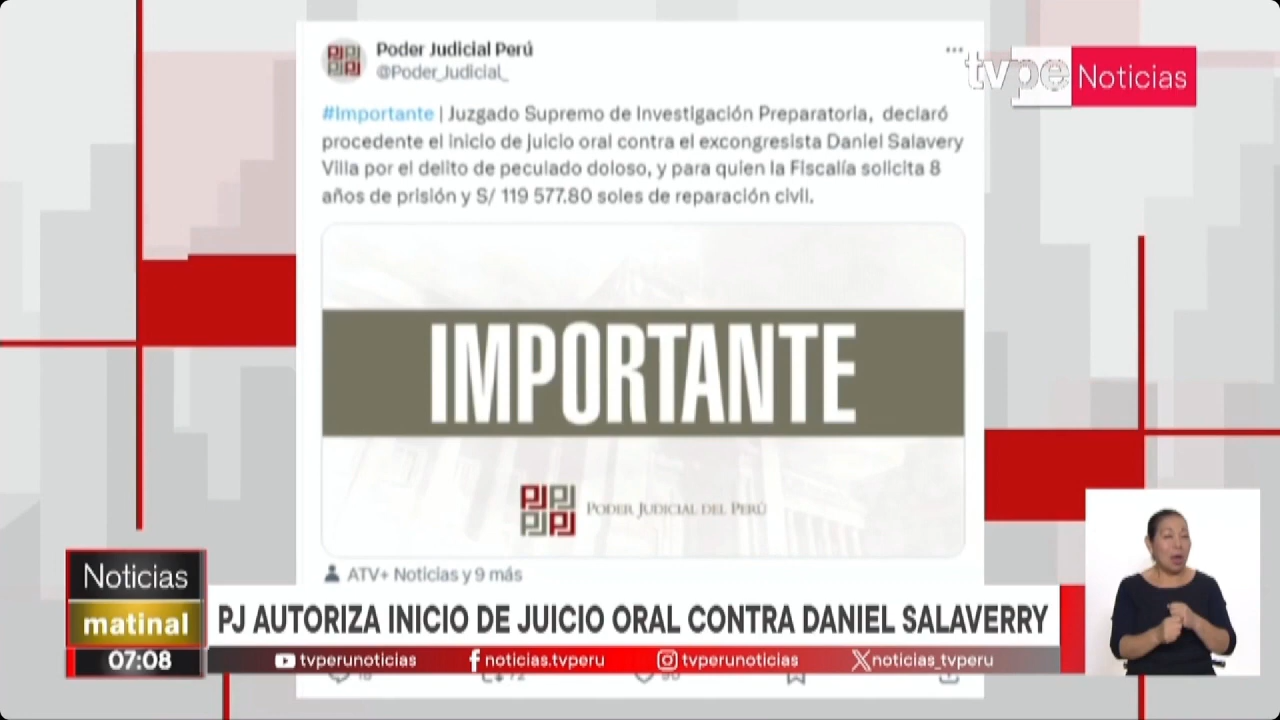 Poder Judicial Perú
@Poder_Judicial_
tvpe Noticias
#Importante | Juzgado Supremo de Investigación Preparatoria, declaró
procedente el inicio de juicio oral contra el excongresista Daniel Salavery
Villa por el delito de peculado doloso, y para quien la Fiscalía solicita 8
años de prisión y S/ 119 577.80 soles de reparación civil.
IMPORTANTE
PJ
PODER JUDICIAL DEL PERÚ
ATV+ Noticias y 9 más
Noticias
matinal
07:08
PJ AUTORIZA INICIO DE JUICIO ORAL CONTRA DANIEL SALAVERRY
tvperunoticias
noticias.tvperu
tvperunoticias
noticias_tvperu